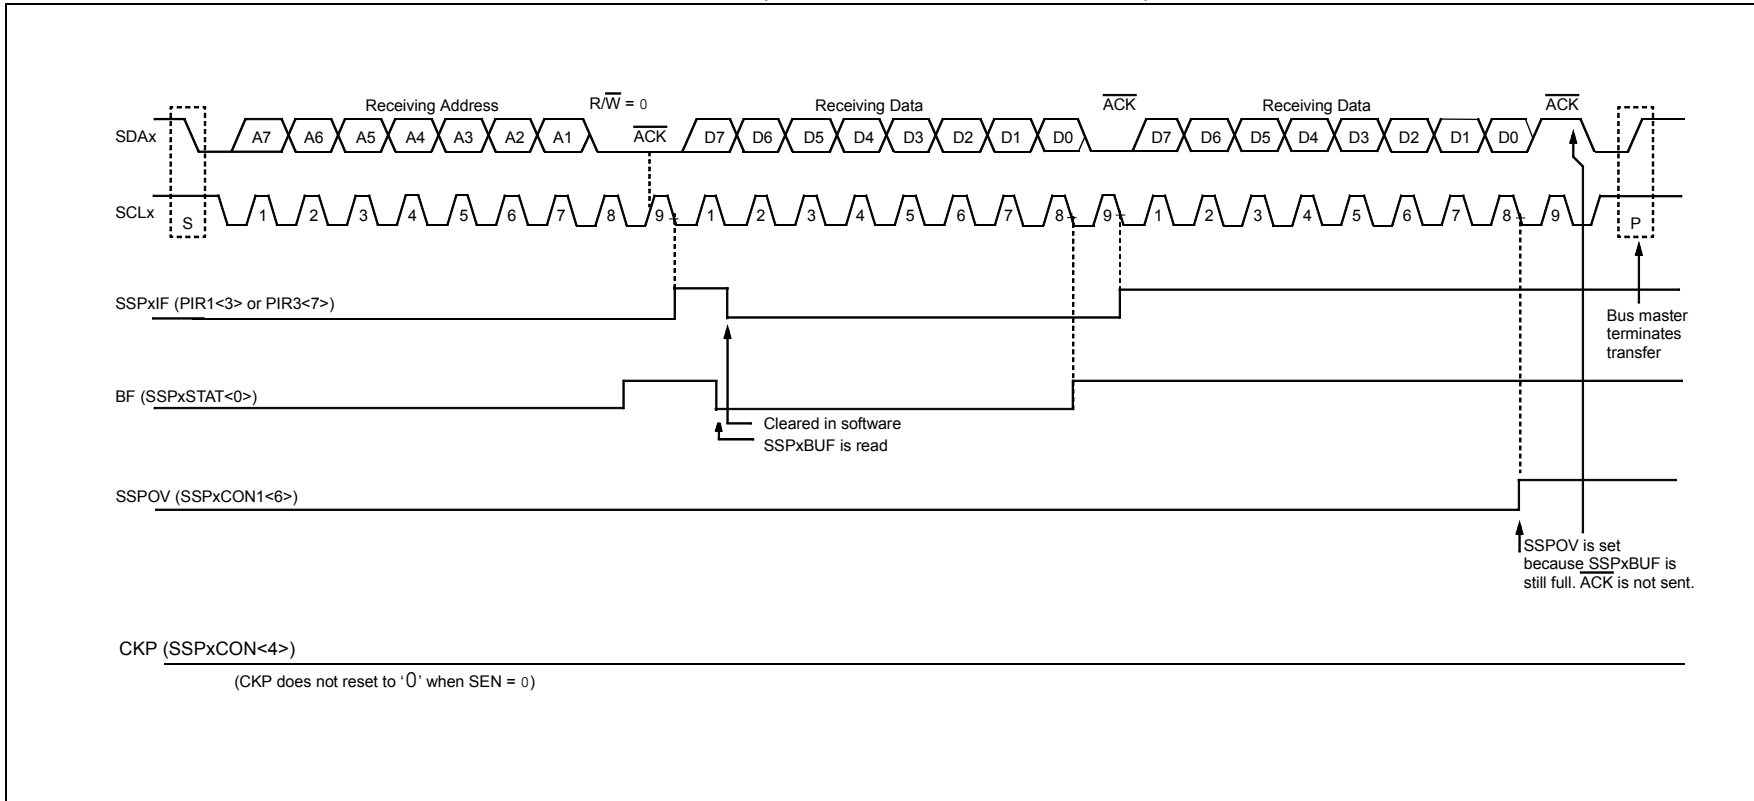 Receiving Address R/W = 0 Receiving Data ACK Receiving Data ACK
SDAx A7 A6 A5 A4 A3 A2 A1 ACK D7 D6 D5 D4 D3 D2 D1 D0 D7 D6 D5 D4 D3 D2 D1 D0
SCLx S 1 2 3 4 5 6 7 8 9 1 2 3 4 5 6 7 8 9 1 2 3 4 5 6 7 8 9 P
SSPxIF (PIR1<3> or PIR3<7>)
Bus master
terminates
transfer
BF (SSPxSTAT<0>)
Cleared in software
SSPxBUF is read
SSPOV (SSPxCON1<6>)
SSPOV is set
because SSPxBUF is
still full. ACK is not sent.
CKP (SSPxCON<4>)
(CKP does not reset to ‘0’ when SEN = 0)